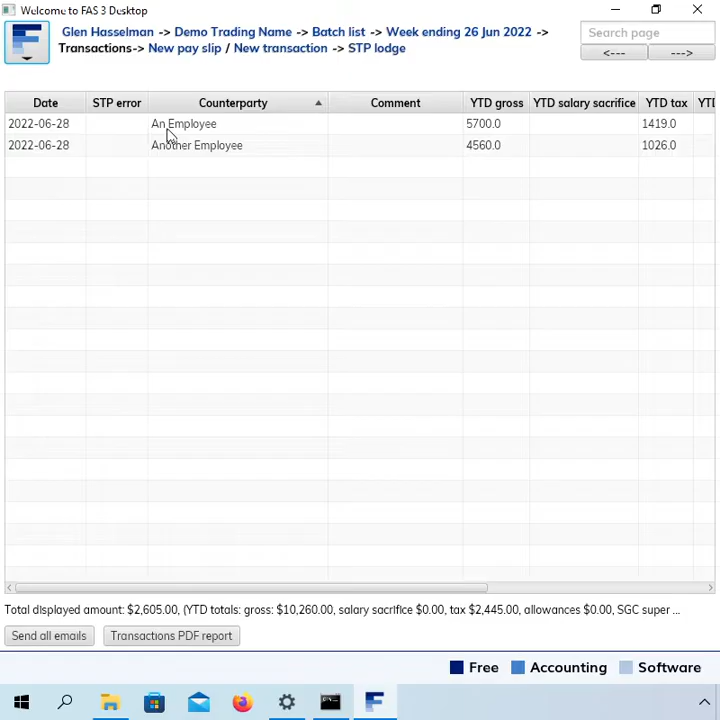 Welcome to FAS 3 Desktop
Glen Hasselman -> Demo Trading Name -> Batch list -> Week ending 26 Jun 2022 ->
Transactions-> New pay slip / New transaction -> STP lodge
Search page
<--- --->
Date STP error Counterparty Comment YTD gross YTD salary sacrifice YTD tax YTD
2022-06-28 An Employee 5700.0 1419.0
2022-06-28 Another Employee 4560.0 1026.0
Total displayed amount: $2,605.00, (YTD totals: gross: $10,260.00, salary sacrifice $0.00, tax $2,445.00, allowances $0.00, SGC super ...
Send all emails Transactions PDF report
Free Accounting Software